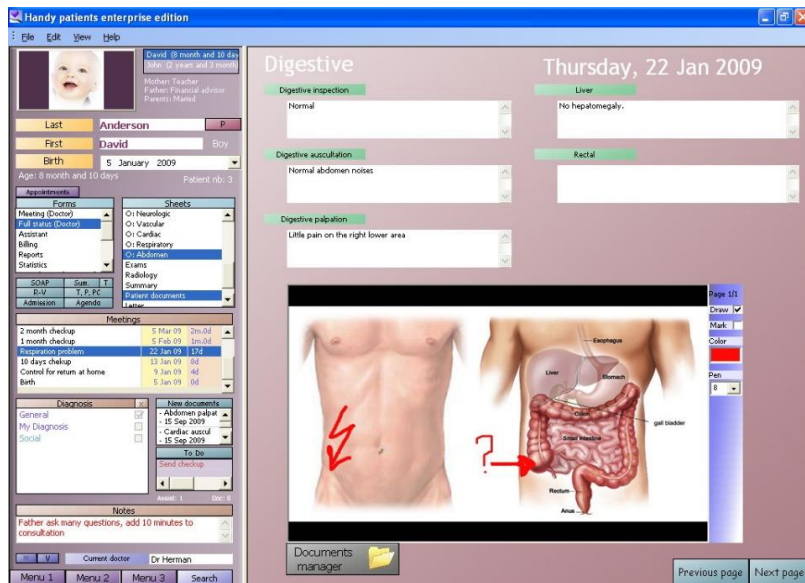 Handy patients enterprise edition
File Edit View Help
David (8 month and 10 day
John (2 years and 3 month)
Mother: Teacher
Father: Financial advisor
Parents: Maried
Last Anderson P
First David Boy
Birth 5 January 2009
Age: 8 month and 10 days Patient nb: 3
Appointments
Forms
Meeting (Doctor)
Full status (Doctor)
Assistant
Billing
Reports
Statistics
Sheets
O: Neurologic
O: Vascular
O: Cardiac
O: Respiratory
O: Abdomen
Exams
Radiology
Summary
Patient documents
Letter
SOAP Sum. T
R-V T, P, PC
Admission Agenda
Meetings
2 month checkup 5 Mar 09 2m.0d
1 month checkup 5 Feb 09 1m.0d
Respiration problem 22 Jan 09 17d
10 days chekup 13 Jan 09 8d
Control for return at home 9 Jan 09 4d
Birth 5 Jan 09 0d
Diagnosis x
General
My Diagnosis
Social
New documents
- Abdomen palpat
- 15 Sep 2009
- Cardiac auscul
- 15 Sep 2009
To Do
Send checkup
Assist: 1 Doc: 6
Notes
Father ask many questions, add 10 minutes to
consultation
V Current doctor Dr Herman
Menu 1 Menu 2 Menu 3 Search
Digestive Thursday, 22 Jan 2009
Digestive inspection
Normal
Liver
No hepatomegaly.
Digestive auscultation
Normal abdomen noises
Rectal
Digestive palpation
Little pain on the right lower area
Esophagus
Liver
Stomach
Colon
gall bladder
Small intestine
?
Rectum
Anus
Page 1/1
Draw
Mark
Color
Pen
8
Documents
manager
Previous page Next page